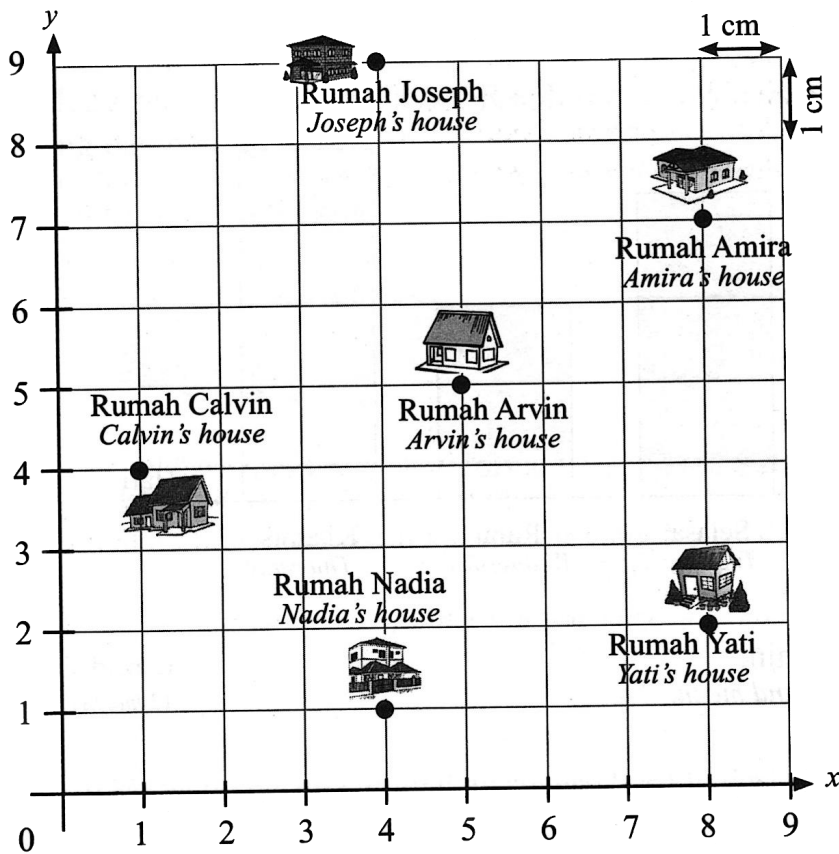 y
1 cm
9
Rumah Joseph
Joseph's house
1 cm
8
7
Rumah Amira
Amira's house
6
5
Rumah Calvin
Calvin's house
Rumah Arvin
Arvin's house
4
3
Rumah Nadia
Nadia's house
2
Rumah Yati
Yati's house
1
x
0 1 2 3 4 5 6 7 8 9